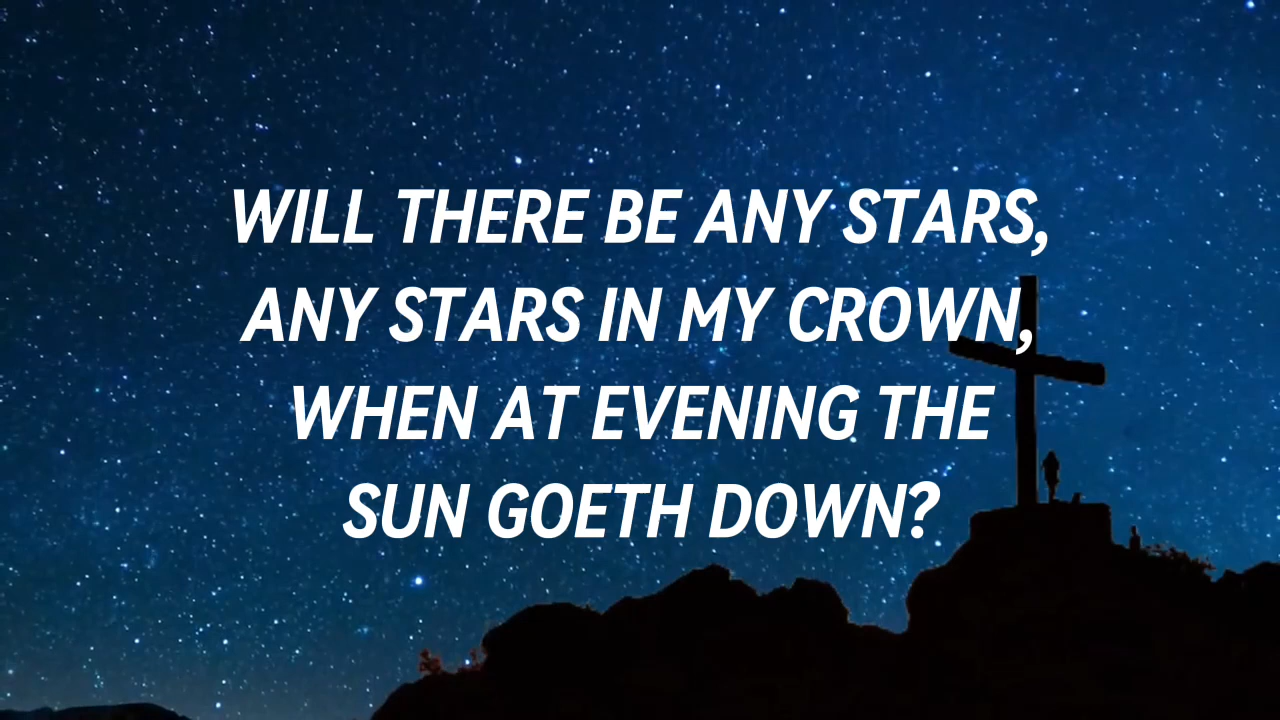 WILL THERE BE ANY STARS,
ANY STARS IN MY CROWN,
WHEN AT EVENING THE
SUN GOETH DOWN?